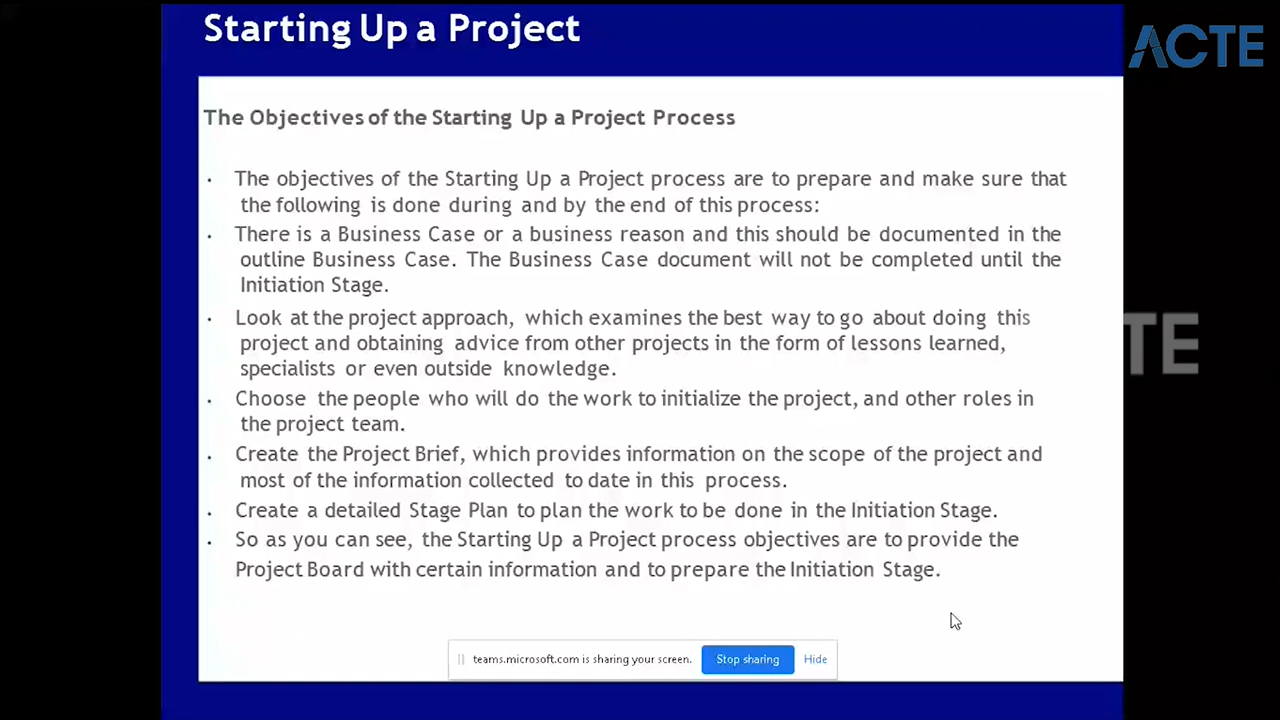 Starting Up a Project
ACTE
The Objectives of the Starting Up a Project Process
· The objectives of the Starting Up a Project process are to prepare and make sure that
the following is done during and by the end of this process:
· There is a Business Case or a business reason and this should be documented in the
outline Business Case. The Business Case document will not be completed until the
Initiation Stage.
· Look at the project approach, which examines the best way to go about doing this
project and obtaining advice from other projects in the form of lessons learned,
specialists or even outside knowledge.
TE
· Choose the people who will do the work to initialize the project, and other roles in
the project team.
· Create the Project Brief, which provides information on the scope of the project and
most of the information collected to date in this process.
· Create a detailed Stage Plan to plan the work to be done in the Initiation Stage.
· So as you can see, the Starting Up a Project process objectives are to provide the
Project Board with certain information and to prepare the Initiation Stage.
teams.microsoft.com is sharing your screen. Stop sharing Hide